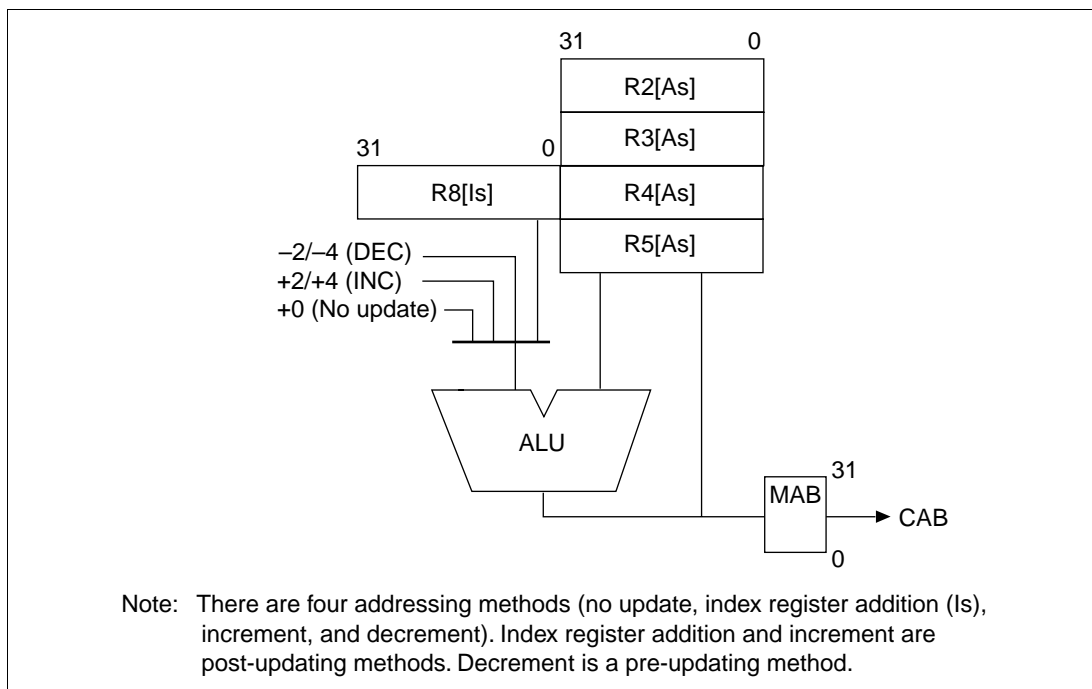 31 0
R2[As]
R3[As]
31 0
R8[Is] R4[As]
R5[As]
–2/–4 (DEC)
+2/+4 (INC)
+0 (No update)
ALU
31
MAB
CAB
0
Note: There are four addressing methods (no update, index register addition (Is),
increment, and decrement). Index register addition and increment are
post-updating methods. Decrement is a pre-updating method.